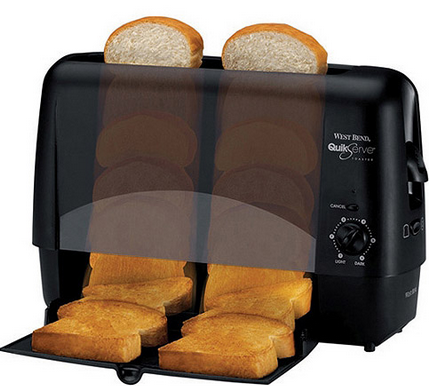 WEST BEND
QuikServe
TOASTER
CANCEL
LIGHT DARK